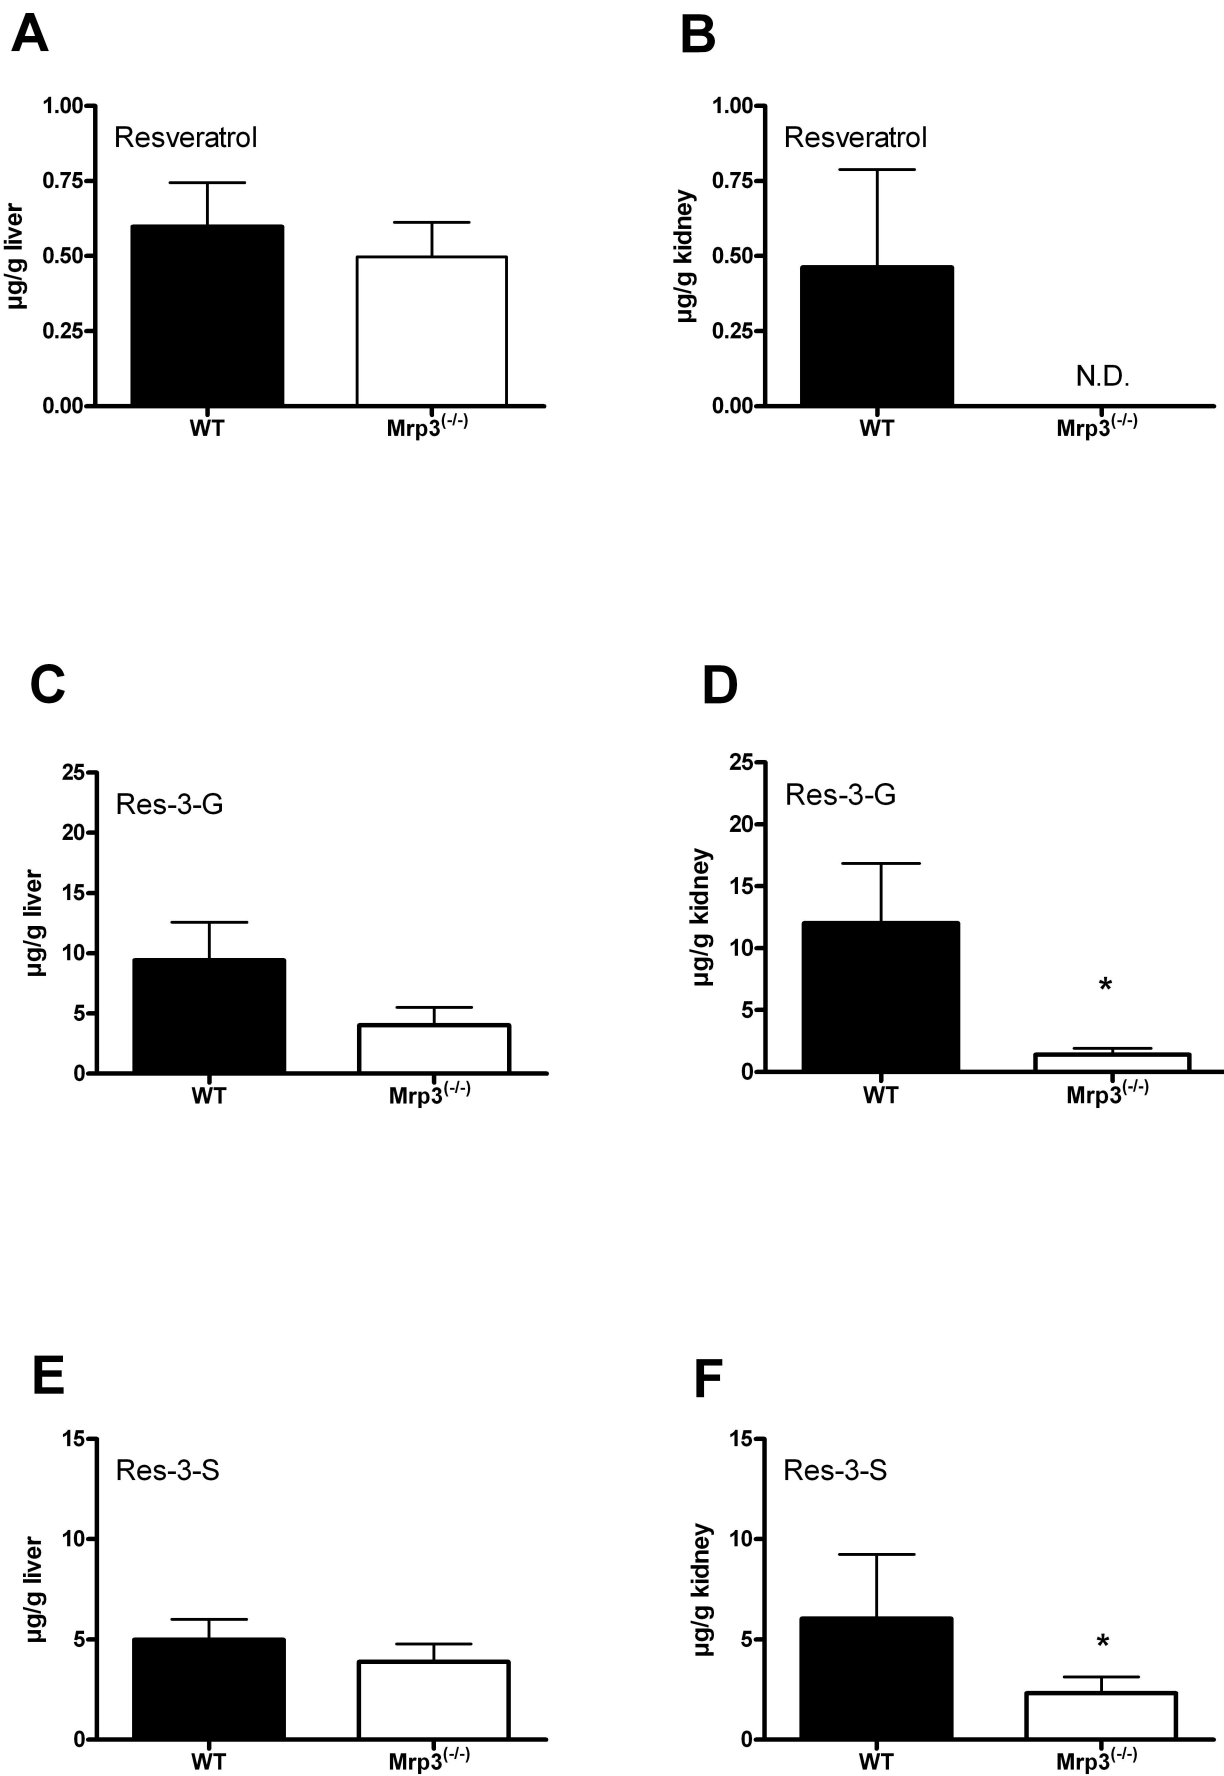 A
1.00
Resveratrol
0.75
0.50
0.25
0.00
µg/g liver
WT
Mrp3(-/-)
B
1.00
Resveratrol
0.75
0.50
0.25
0.00
µg/g kidney
N.D.
WT
Mrp3(-/-)
C
25
Res-3-G
20
15
10
5
0
µg/g liver
WT
Mrp3(-/-)
D
25
Res-3-G
20
15
10
5
0
µg/g kidney
*
WT
Mrp3(-/-)
E
15
Res-3-S
10
5
0
µg/g liver
WT
Mrp3(-/-)
F
15
Res-3-S
10
5
0
µg/g kidney
*
WT
Mrp3(-/-)